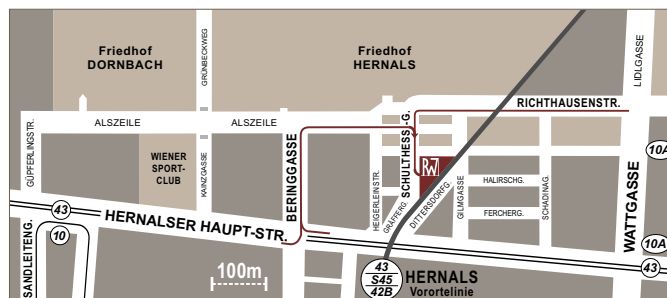 Friedhof
DORNBACH
GRÜNBECKWEG
Friedhof
HERNALS
LIDLGASSE
RICHTHAUSENSTR.
ALSZEILE
ALSZEILE
GÜPFERLINGSTR.
WIENER
SPORT-
CLUB
KAINZGASSE
BERINGGASSE
SCHULTHESS.-G.
HEIGERLEINSTR.
GRÄFFERG.
DITTERSDORFG.
GILMGASSE
HALIRSCHG.
FERCHERG.
SCHADINAG.
WATTGASSE
10A
10A
43
43
10
HERNALSER HAUPT-STR.
SANDLEITENG.
100m
43
S45
42B
HERNALS
Vorortelinie